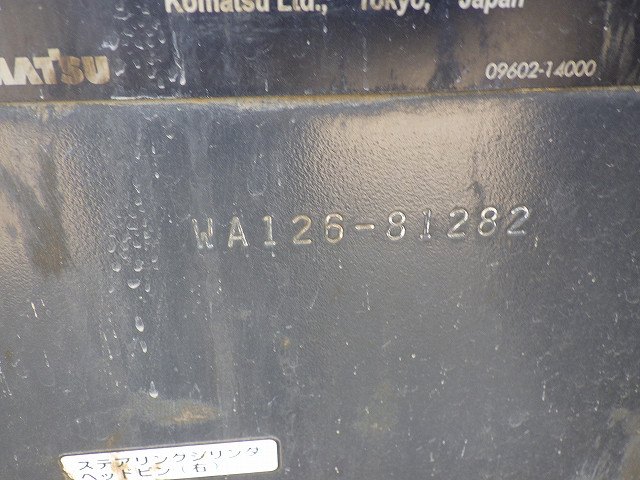 Komatsu Ltd., Tokyo, Japan
09602-14000
WA126-81282
ステアリングシリンダ
ヘッドピン（右）